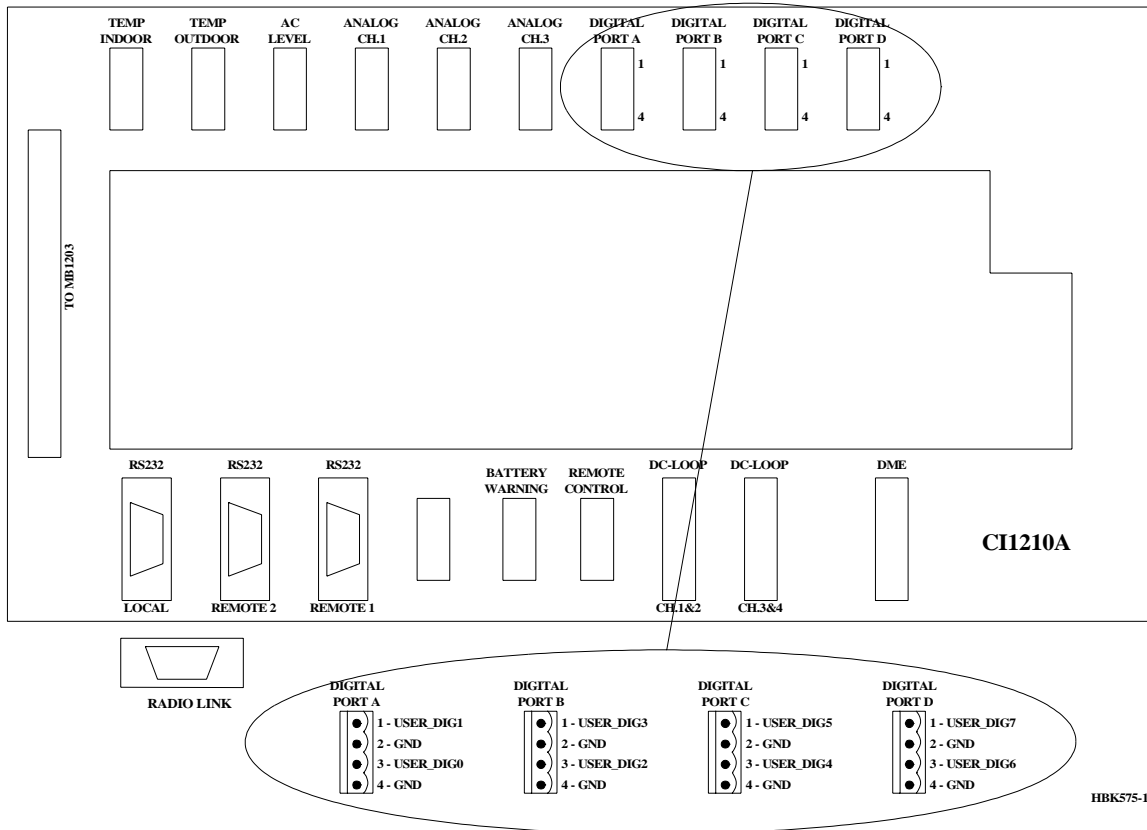 TEMP
INDOOR
TEMP
OUTDOOR
AC
LEVEL
ANALOG
CH.1
ANALOG
CH.2
ANALOG
CH.3
DIGITAL
PORT A
DIGITAL
PORT B
DIGITAL
PORT C
DIGITAL
PORT D
1
1
1
1
4
4
4
4
TO MB1203
RS232
RS232
RS232
BATTERY
WARNING
REMOTE
CONTROL
DC-LOOP
DC-LOOP
DME
CI1210A
LOCAL
REMOTE 2
REMOTE 1
CH.1&2
CH.3&4
RADIO LINK
DIGITAL
PORT A
1 - USER_DIG1
2 - GND
3 - USER_DIG0
4 - GND
DIGITAL
PORT B
1 - USER_DIG3
2 - GND
3 - USER_DIG2
4 - GND
DIGITAL
PORT C
1 - USER_DIG5
2 - GND
3 - USER_DIG4
4 - GND
DIGITAL
PORT D
1 - USER_DIG7
2 - GND
3 - USER_DIG6
4 - GND
HBK575-1